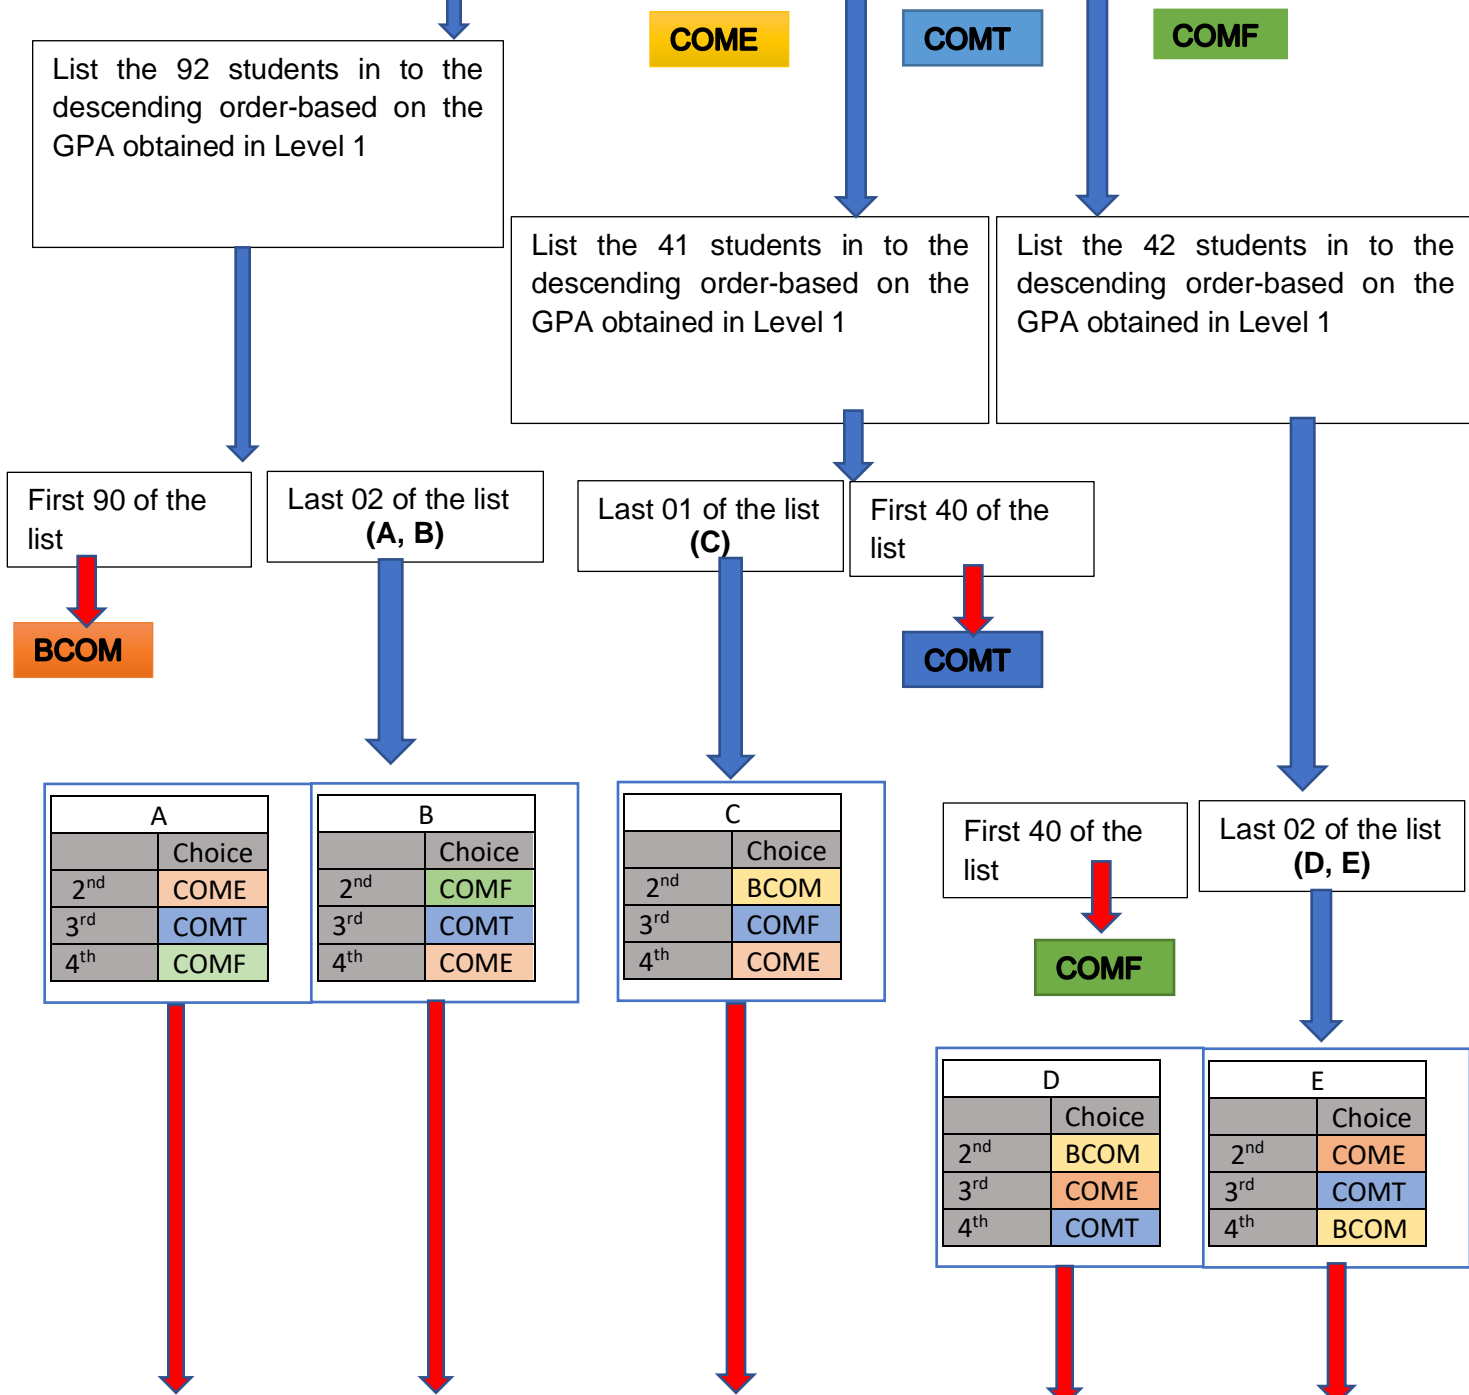 COME
COMT
COMF
List the 92 students in to the
descending order-based on the
GPA obtained in Level 1
List the 41 students in to the
descending order-based on the
GPA obtained in Level 1
List the 42 students in to the
descending order-based on the
GPA obtained in Level 1
First 90 of the
list
Last 02 of the list
(A, B)
Last 01 of the list
(C)
First 40 of the
list
BCOM
COMT
A
Choice
2nd COME
3rd COMT
4th COMF
B
Choice
2nd COMF
3rd COMT
4th COME
C
Choice
2nd BCOM
3rd COMF
4th COME
First 40 of the
list
Last 02 of the list
(D, E)
COMF
D
Choice
2nd BCOM
3rd COME
4th COMT
E
Choice
2nd COME
3rd COMT
4th BCOM